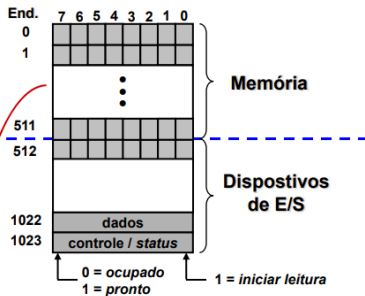 End. 7 6 5 4 3 2 1 0
0
1
Memória
511
512
Dispostivos
de E/S
1022 dados
1023 controle / status
0 = ocupado
1 = pronto
1 = iniciar leitura